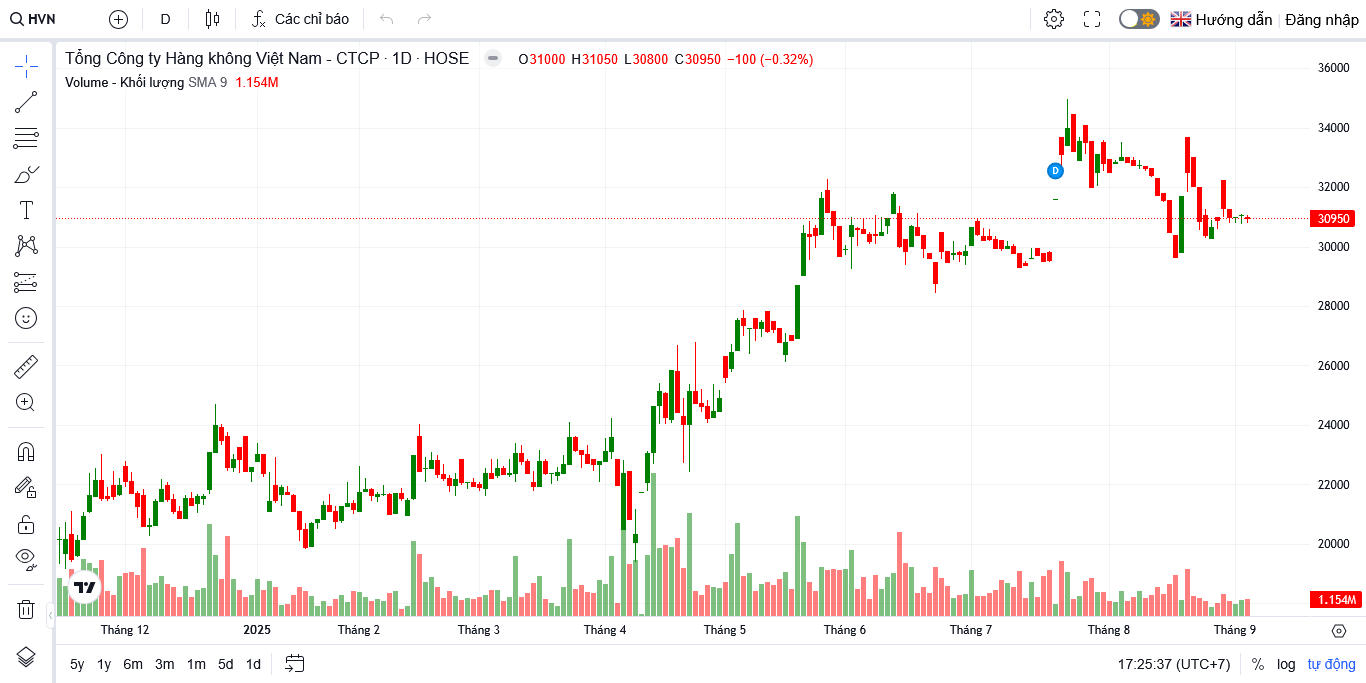 HVN D Các chỉ báo Hướng dẫn Đăng nhập
Tổng Công ty Hàng không Việt Nam - CTCP · 1D · HOSE O31000 H31050 L30800 C30950 −100 (−0.32%)
Volume - Khối lượng SMA 9 1.154M
36000
34000
D
32000
30950
30000
28000
26000
24000
22000
20000
1.154M
Tháng 12 2025 Tháng 2 Tháng 3 Tháng 4 Tháng 5 Tháng 6 Tháng 7 Tháng 8 Tháng 9
5y 1y 6m 3m 1m 5d 1d 17:25:37 (UTC+7) % log tự động